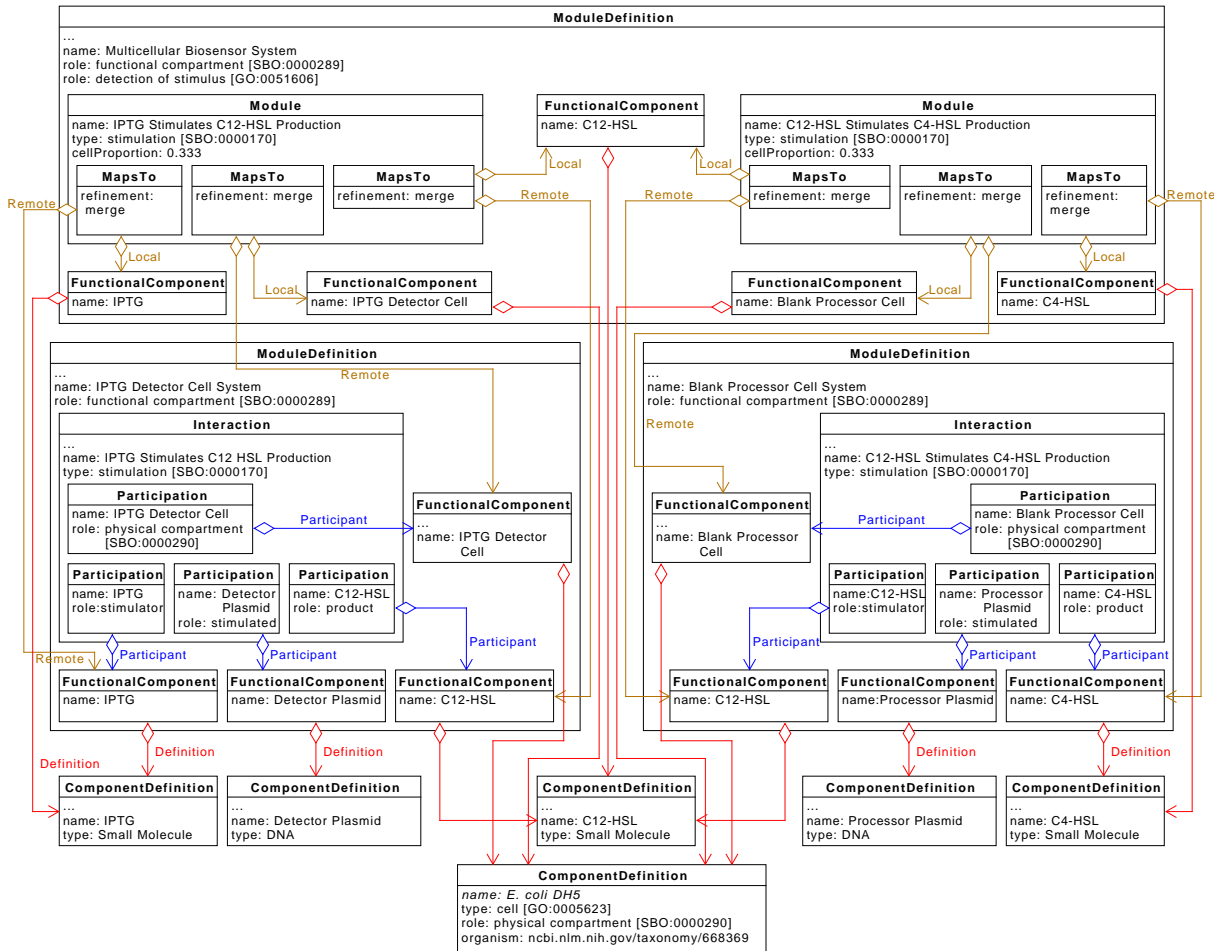 ModuleDefinition
...
name: Multicellular Biosensor System
role: functional compartment [SBO:0000289]
role: detection of stimulus [GO:0051606]
Module
name: IPTG Stimulates C12-HSL Production
type: stimulation [SBO:0000170]
cellProportion: 0.333
MapsTo
refinement:
merge
MapsTo
refinement: merge
MapsTo
refinement: merge
FunctionalComponent
name: C12-HSL
Module
name: C12-HSL Stimulates C4-HSL Production
type: stimulation [SBO:0000170]
cellProportion: 0.333
MapsTo
refinement: merge
MapsTo
refinement: merge
MapsTo
refinement:
merge
Local
Local
Remote
Remote
Remote
Remote
Local
Local
Local
Local
FunctionalComponent
name: IPTG
FunctionalComponent
name: IPTG Detector Cell
FunctionalComponent
name: Blank Processor Cell
FunctionalComponent
name: C4-HSL
ModuleDefinition
...
name: IPTG Detector Cell System
role: functional compartment [SBO:0000289]
Remote
Interaction
...
name: IPTG Stimulates C12 HSL Production
type: stimulation [SBO:0000170]
Participation
name: IPTG Detector Cell
role: physical compartment
[SBO:0000290]
Participant
FunctionalComponent
...
name: IPTG Detector
Cell
Participation
name: IPTG
role:stimulator
Participation
name: Detector
Plasmid
role: stimulated
Participation
name: C12-HSL
role: product
Remote
Participant
Participant
Participant
FunctionalComponent
name: IPTG
FunctionalComponent
name: Detector Plasmid
FunctionalComponent
name: C12-HSL
ModuleDefinition
...
name: Blank Processor Cell System
role: functional compartment [SBO:0000289]
Remote
Interaction
...
name: C12-HSL Stimulates C4-HSL Production
type: stimulation [SBO:0000170]
FunctionalComponent
...
name: Blank Processor
Cell
Participant
Participation
name: Blank Processor Cell
role: physical compartment
[SBO:0000290]
Participation
name:C12-HSL
role:stimulator
Participation
name: Processor
Plasmid
role: stimulated
Participation
name: C4-HSL
role: product
Participant
Participant
Participant
FunctionalComponent
name: C12-HSL
FunctionalComponent
name:Processor Plasmid
FunctionalComponent
name: C4-HSL
Definition
Definition
Definition
Definition
Definition
ComponentDefinition
...
name: IPTG
type: Small Molecule
ComponentDefinition
...
name: Detector Plasmid
type: DNA
ComponentDefinition
...
name: C12-HSL
type: Small Molecule
ComponentDefinition
...
name: Processor Plasmid
type: DNA
ComponentDefinition
...
name: C4-HSL
type: Small Molecule
ComponentDefinition
name: E. coli DH5
type: cell [GO:0005623]
role: physical compartment [SBO:0000290]
organism: ncbi.nlm.nih.gov/taxonomy/668369